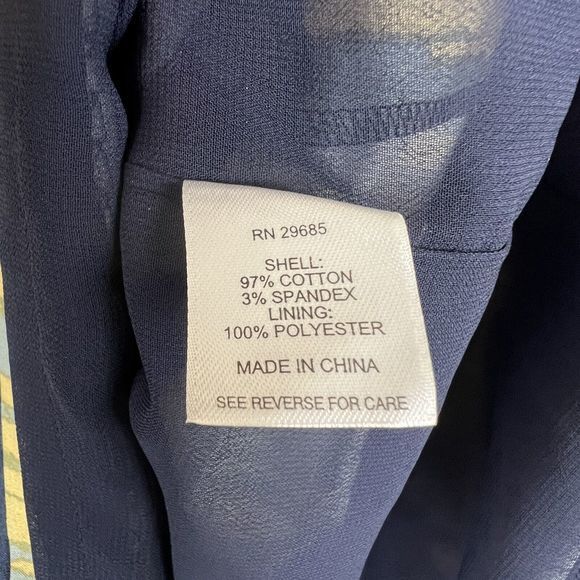 RN 29685
SHELL:
97% COTTON
3% SPANDEX
LINING:
100% POLYESTER
MADE IN CHINA
SEE REVERSE FOR CARE